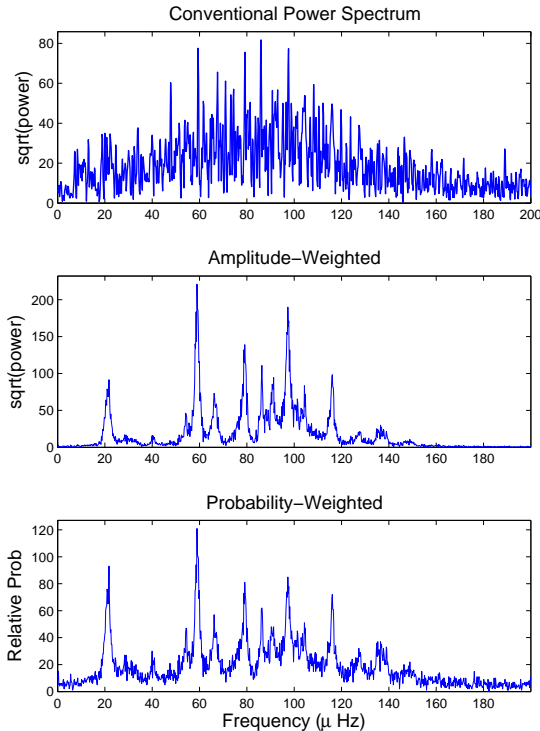 Conventional Power Spectrum
sqrt(power)
80
60
40
20
0
0 20 40 60 80 100 120 140 160 180 200
Amplitude−Weighted
sqrt(power)
200
150
100
50
0
0 20 40 60 80 100 120 140 160 180
Probability−Weighted
Relative Prob
120
100
80
60
40
20
0
0 20 40 60 80 100 120 140 160 180 200
Frequency (μ Hz)